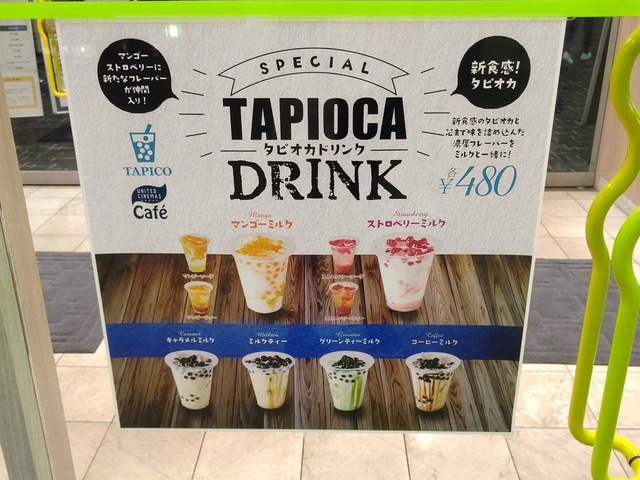 マンゴー
ストロベリーに
新たなフレーバー
が仲間
入り!
SPECIAL
新食感!
タピオカ
TAPIOCA
タピオカドリンク
DRINK
新食感のタピオカと
芯まで味を詰め込んだ
濃厚フレーバーを
ミルクと一緒に!
各¥480
TAPICO
UNITED
CINEMAS
Café
Mango
マンゴーミルク
Strawberry
ストロベリーミルク
Caramel
キャラメルミルク
Milktea
ミルクティー
Greentea
グリーンティーミルク
Coffee
コーヒーミルク